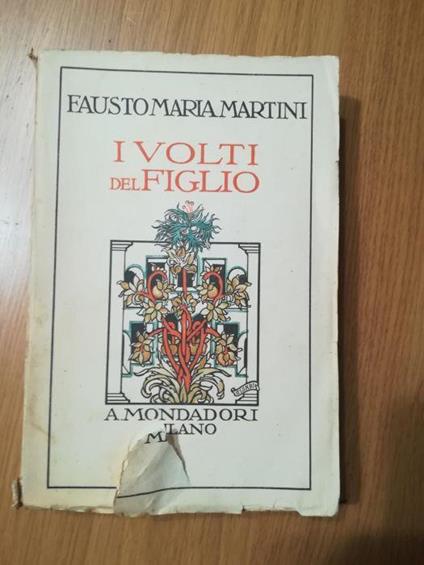 FAUSTO MARIA MARTINI
I VOLTI
DEL FIGLIO
A. MONDADORI
MILANO